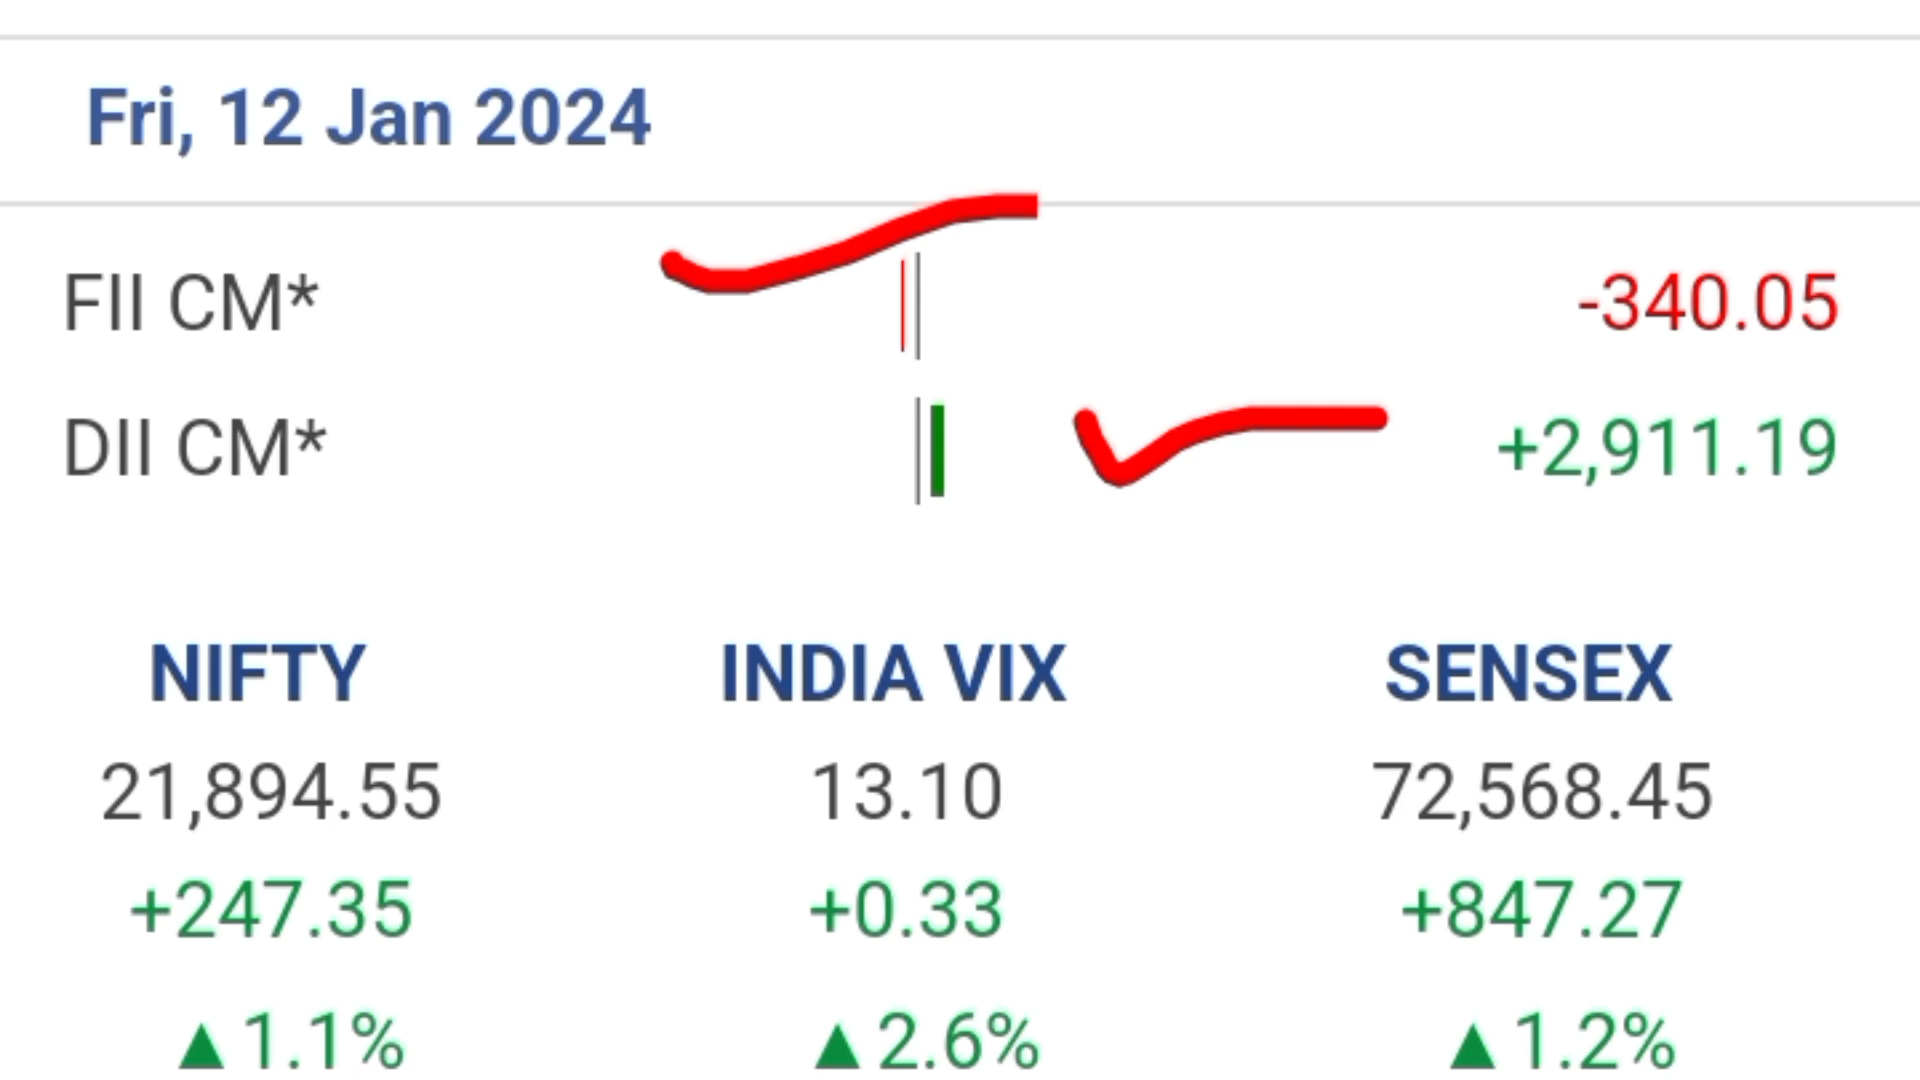 Fri, 12 Jan 2024
FII CM* -340.05
DII CM* +2,911.19
NIFTY INDIA VIX SENSEX
21,894.55 13.10 72,568.45
+247.35 +0.33 +847.27
▲1.1% ▲2.6% ▲1.2%